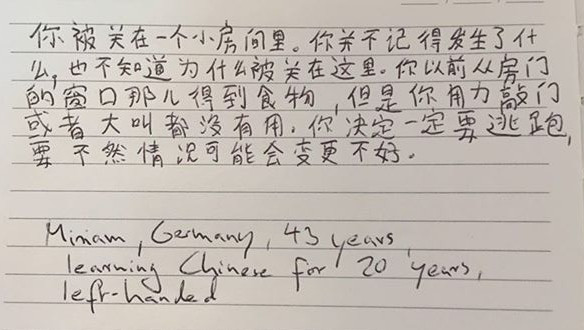 你被关在一个小房间里。你并不记得发生了什
么，也不知道为什么被关在这里。你以前从房门
的窗口那儿得到食物，但是你用力敲门
或者大叫都没有用。你决定一定要逃跑，
要不然情况可能会变更不好。
Miriam, Germany, 43 years,
learning Chinese for 20 years,
left-handed